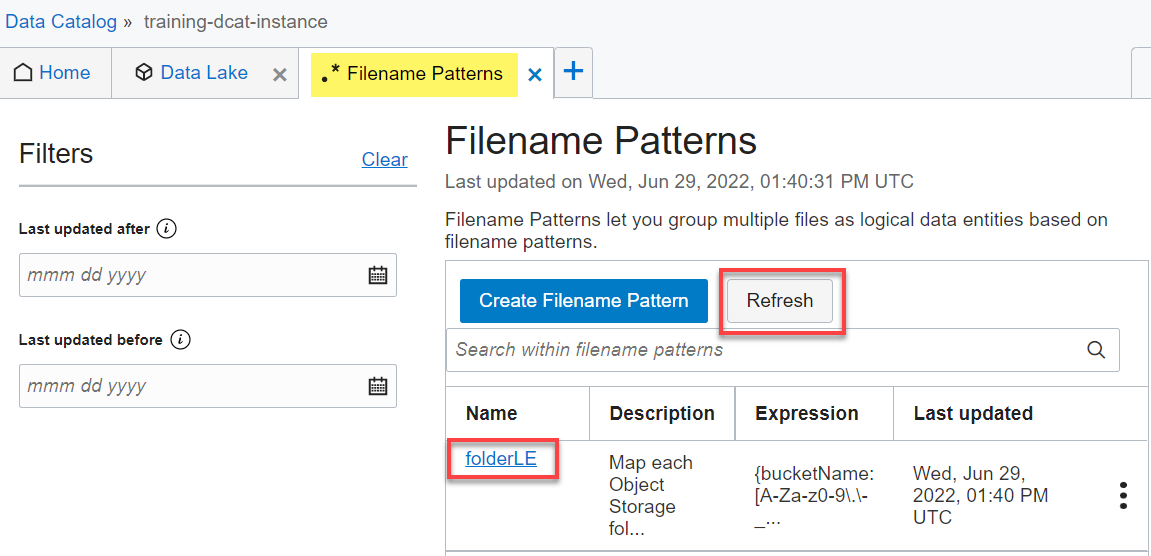 Data Catalog » training-dcat-instance
Home
Data Lake
.* Filename Patterns
Filters
Clear
Last updated after
mmm dd yyyy
Last updated before
mmm dd yyyy
Filename Patterns
Last updated on Wed, Jun 29, 2022, 01:40:31 PM UTC
Filename Patterns let you group multiple files as logical data entities based on
filename patterns.
Create Filename Pattern
Refresh
Search within filename patterns
Name
Description
Expression
Last updated
folderLE
Map each
Object
Storage
fol...
{bucketName:
[A-Za-z0-9\.\-
_...
Wed, Jun 29,
2022, 01:40 PM
UTC